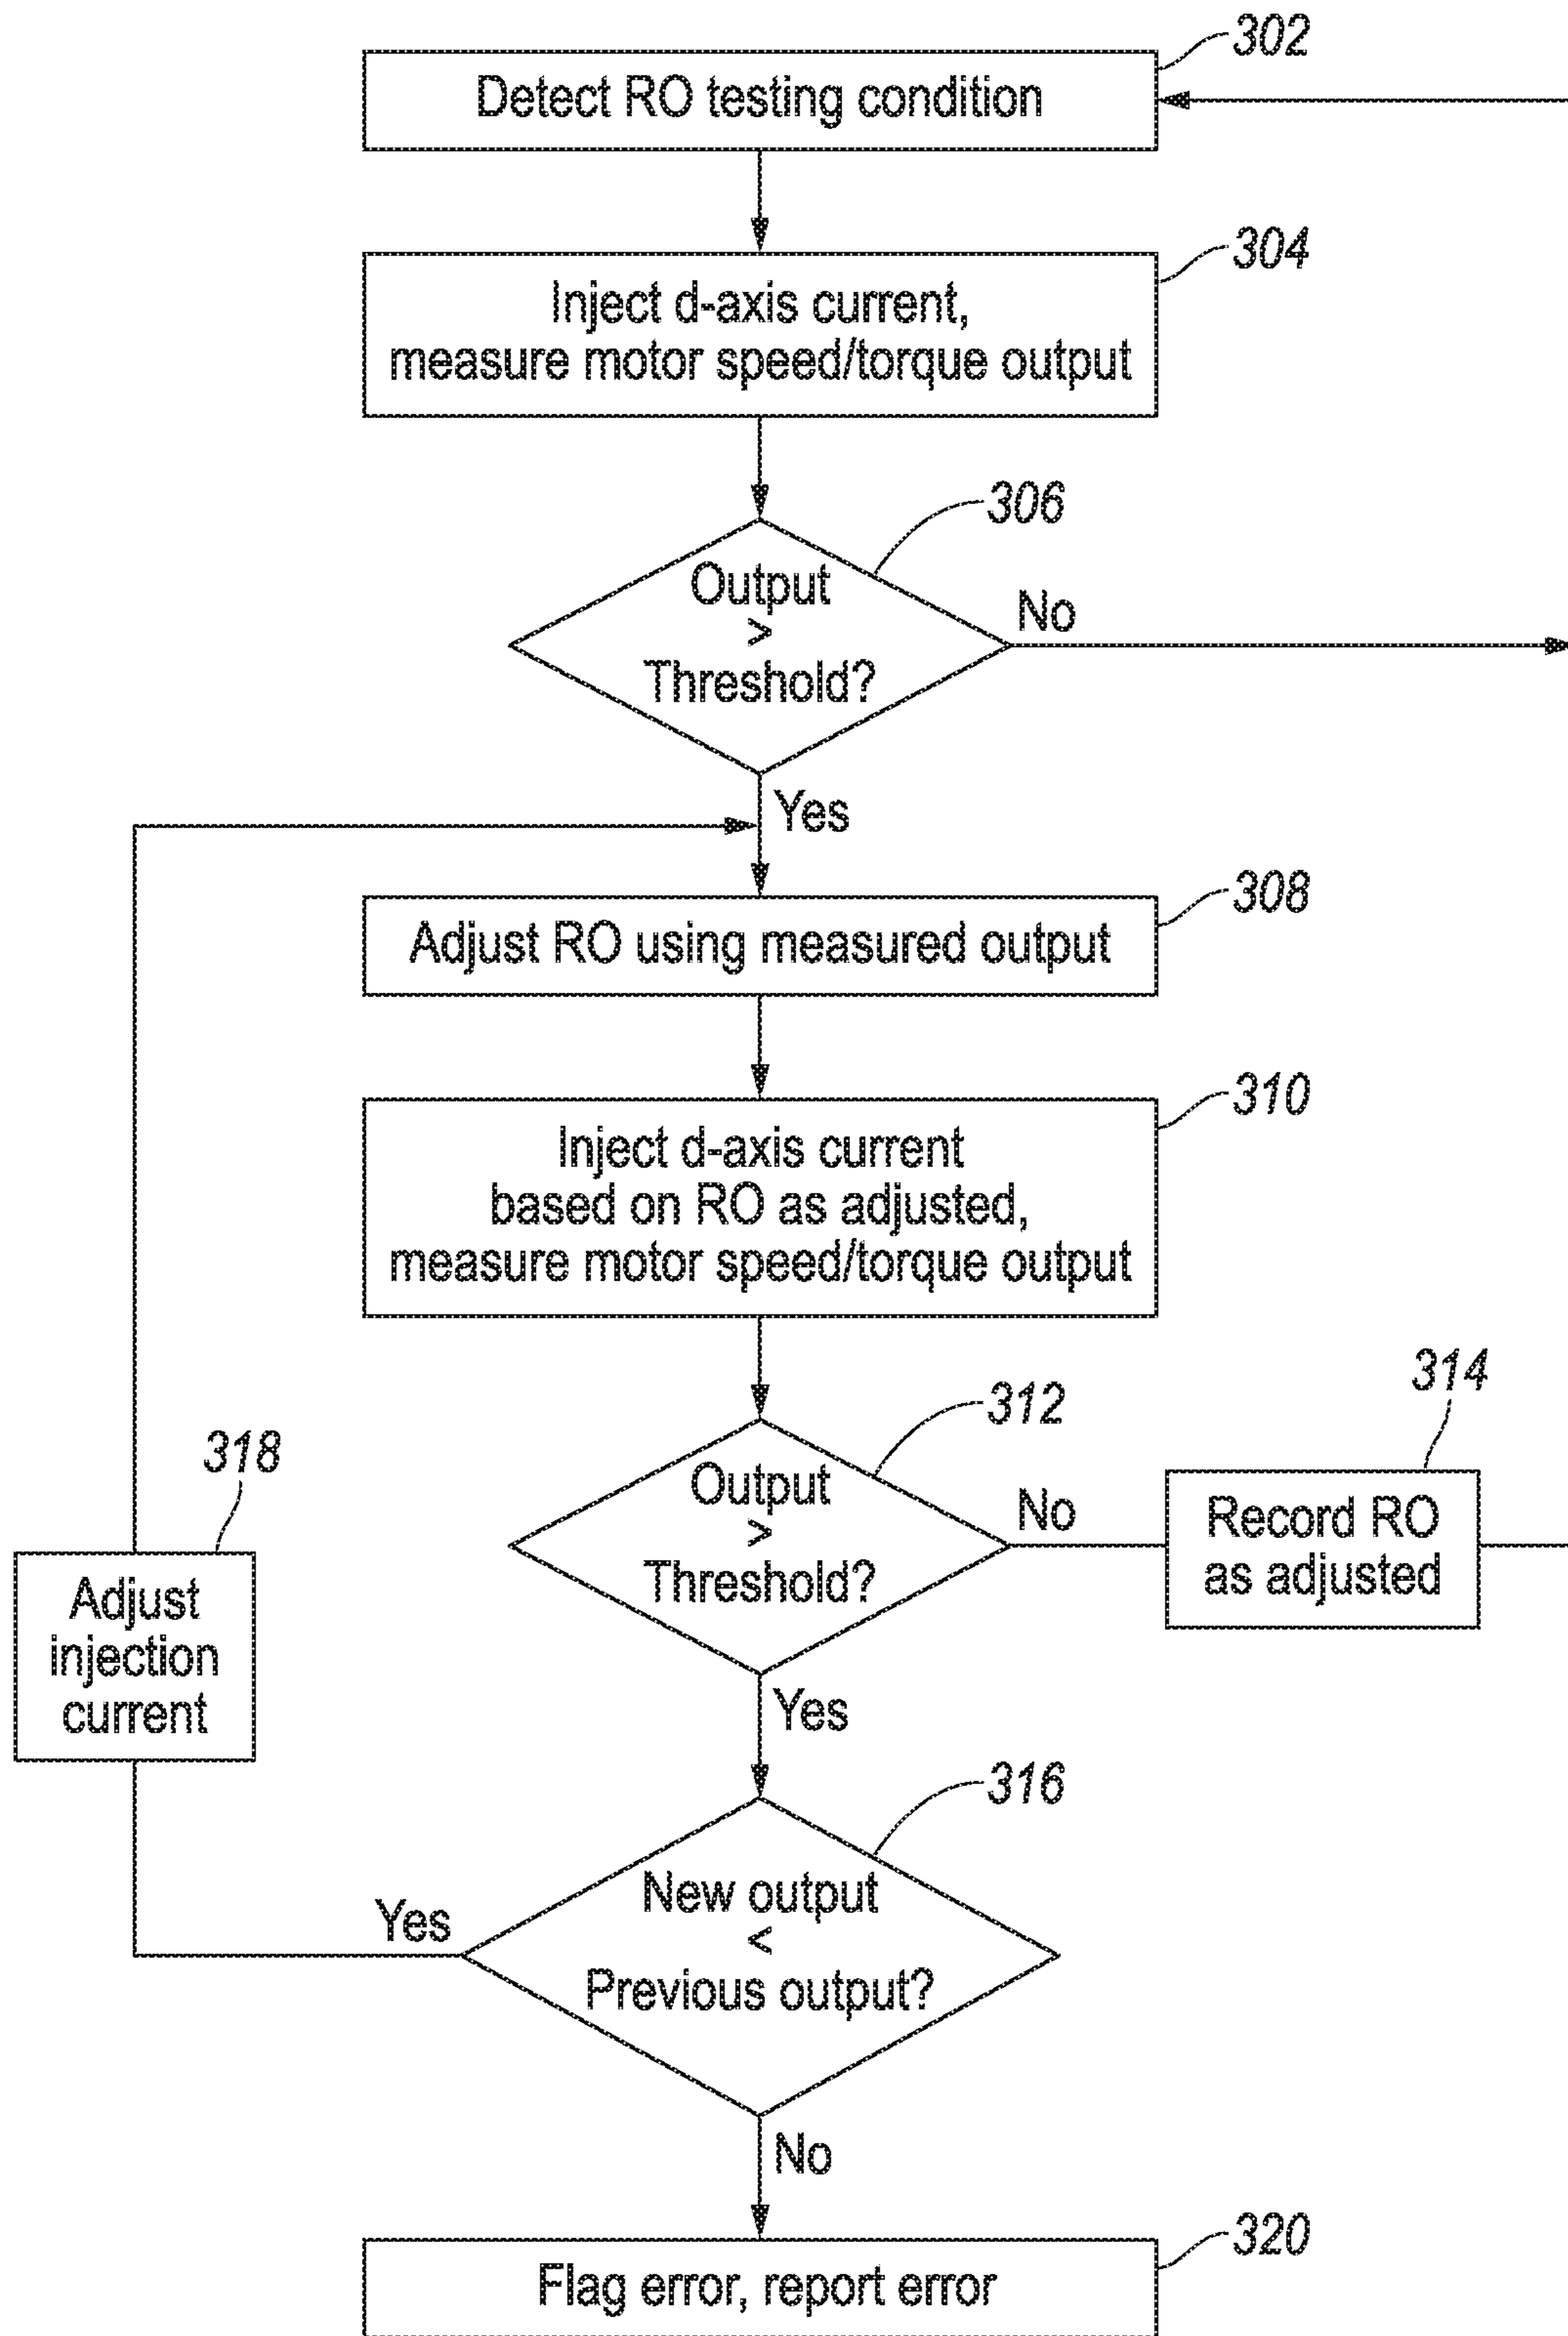 302
Detect RO testing condition
304
Inject d-axis current,
measure motor speed/torque output
306
Output
>
Threshold?
No
Yes
308
Adjust RO using measured output
310
Inject d-axis current
based on RO as adjusted,
measure motor speed/torque output
312
Output
>
Threshold?
No
314
Record RO
as adjusted
318
Adjust
injection
current
Yes
316
New output
<
Previous output?
Yes
No
320
Flag error, report error